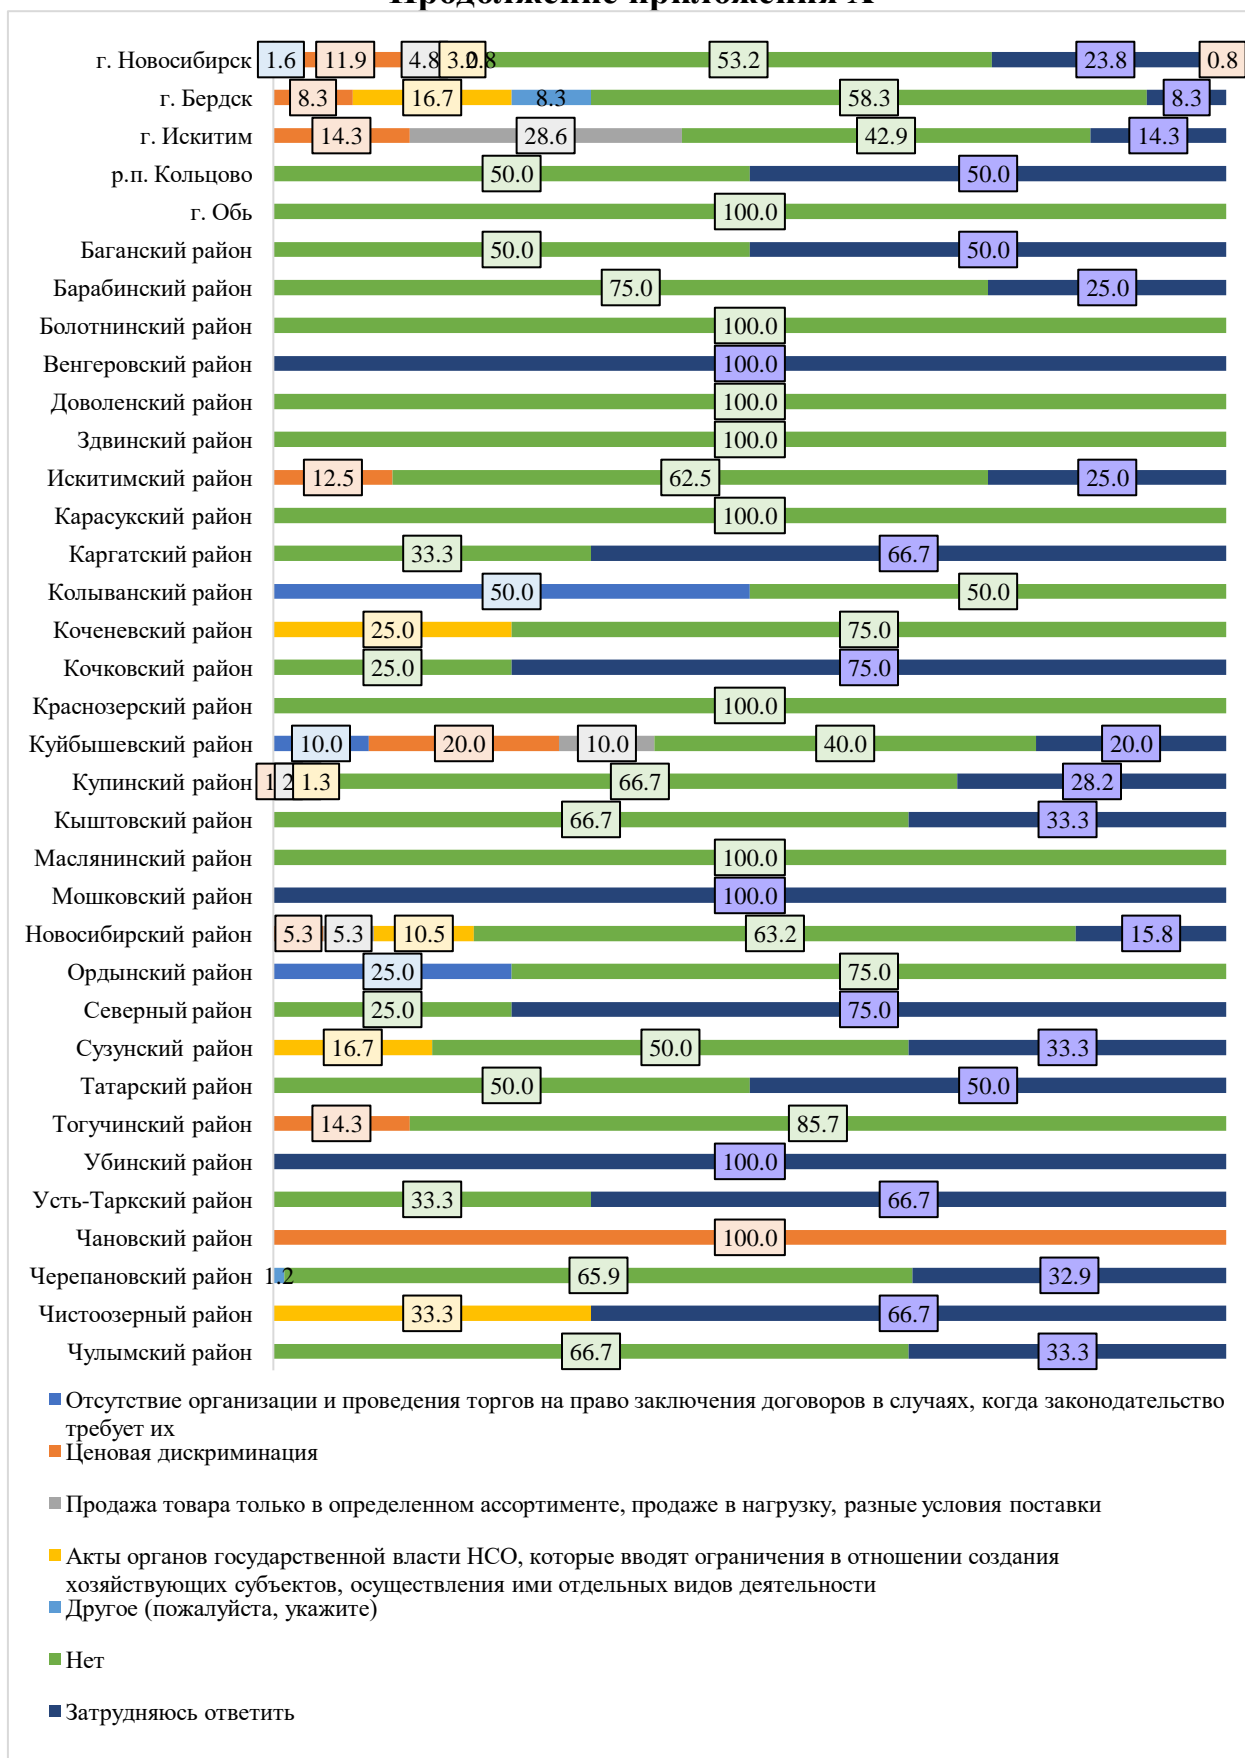 Продолжение приложения Х
г. Новосибирск 1.6 11.9 4.8 3.2 0.8 53.2 23.8 0.8
г. Бердск 8.3 16.7 8.3 58.3 8.3
г. Искитим 14.3 28.6 42.9 14.3
р.п. Кольцово 50.0 50.0
г. Обь 100.0
Баганский район 50.0 50.0
Барабинский район 75.0 25.0
Болотнинский район 100.0
Венгеровский район 100.0
Доволенский район 100.0
Здвинский район 100.0
Искитимский район 12.5 62.5 25.0
Карасукский район 100.0
Каргатский район 33.3 66.7
Колыванский район 50.0 50.0
Коченевский район 25.0 75.0
Кочковский район 25.0 75.0
Краснозерский район 100.0
Куйбышевский район 10.0 20.0 10.0 40.0 20.0
Купинский район 1.3 66.7 28.2
Кыштовский район 66.7 33.3
Маслянинский район 100.0
Мошковский район 100.0
Новосибирский район 5.3 5.3 10.5 63.2 15.8
Ордынский район 25.0 75.0
Северный район 25.0 75.0
Сузунский район 16.7 50.0 33.3
Татарский район 50.0 50.0
Тогучинский район 14.3 85.7
Убинский район 100.0
Усть-Таркский район 33.3 66.7
Чановский район 100.0
Черепановский район 1.2 65.9 32.9
Чистоозерный район 33.3 66.7
Чулымский район 66.7 33.3
Отсутствие организации и проведения торгов на право заключения договоров в случаях, когда законодательство
требует их
Ценовая дискриминация
Продажа товара только в определенном ассортименте, продаже в нагрузку, разные условия поставки
Акты органов государственной власти НСО, которые вводят ограничения в отношении создания
хозяйствующих субъектов, осуществления ими отдельных видов деятельности
Другое (пожалуйста, укажите)
Нет
Затрудняюсь ответить